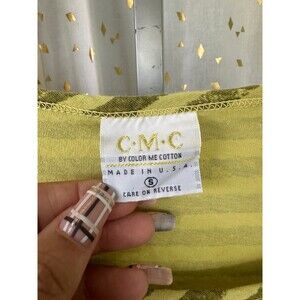 C·M·C
BY COLOR ME COTTON
MADE IN U.S.A.
S
CARE ON REVERSE